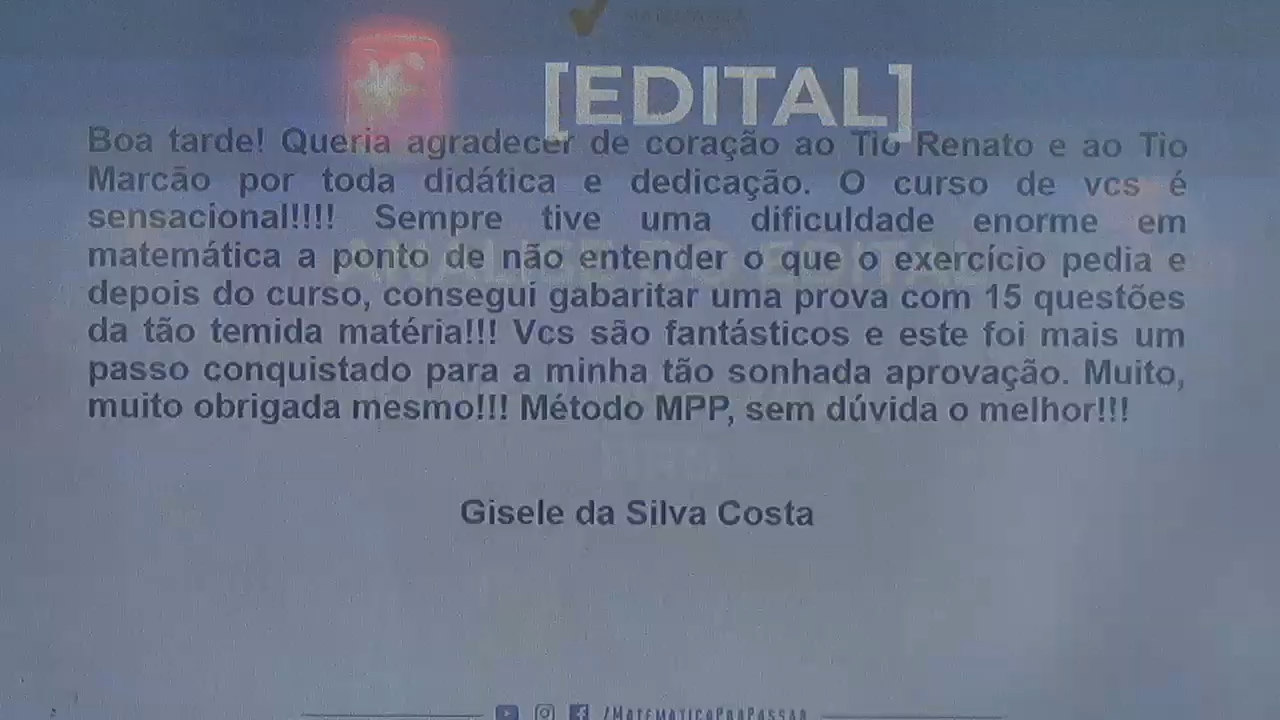 [EDITAL]
Boa tarde! Queria agradecer de coração ao Tio Renato e ao Tio
Marcão por toda didática e dedicação. O curso de vcs é
sensacional!!!! Sempre tive uma dificuldade enorme em
matemática a ponto de não entender o que o exercício pedia e
depois do curso, consegui gabaritar uma prova com 15 questões
da tão temida matéria!!! Vcs são fantásticos e este foi mais um
passo conquistado para a minha tão sonhada aprovação. Muito,
muito obrigada mesmo!!! Método MPP, sem dúvida o melhor!!!
Gisele da Silva Costa
/MATEMÁTICAPRAPASSAR